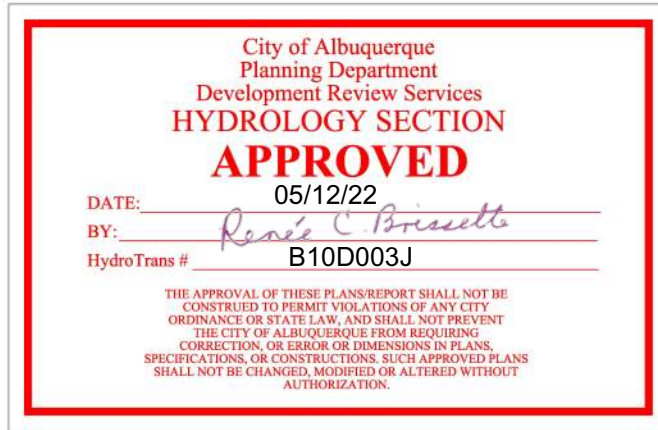 City of Albuquerque
Planning Department
Development Review Services
HYDROLOGY SECTION
APPROVED
DATE: 05/12/22
BY: Renée C. Brissette
HydroTrans # B10D003J
THE APPROVAL OF THESE PLANS/REPORT SHALL NOT BE
CONSTRUED TO PERMIT VIOLATIONS OF ANY CITY
ORDINANCE OR STATE LAW, AND SHALL NOT PREVENT
THE CITY OF ALBUQUERQUE FROM REQUIRING
CORRECTION, OR ERROR OR DIMENSIONS IN PLANS,
SPECIFICATIONS, OR CONSTRUCTIONS. SUCH APPROVED PLANS
SHALL NOT BE CHANGED, MODIFIED OR ALTERED WITHOUT
AUTHORIZATION.